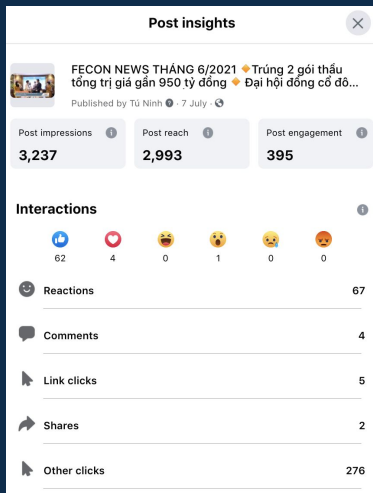 Post insights
FECON NEWS THÁNG 6/2021 🔸Trúng 2 gói thầu
tổng trị giá gần 950 tỷ đồng 🔸 Đại hội đồng cổ đô...
Published by Tú Ninh · 7 July ·
Post impressions
Post reach
Post engagement
3,237
2,993
395
Interactions
62
4
0
1
0
0
Reactions 67
Comments 4
Link clicks 5
Shares 2
Other clicks 276